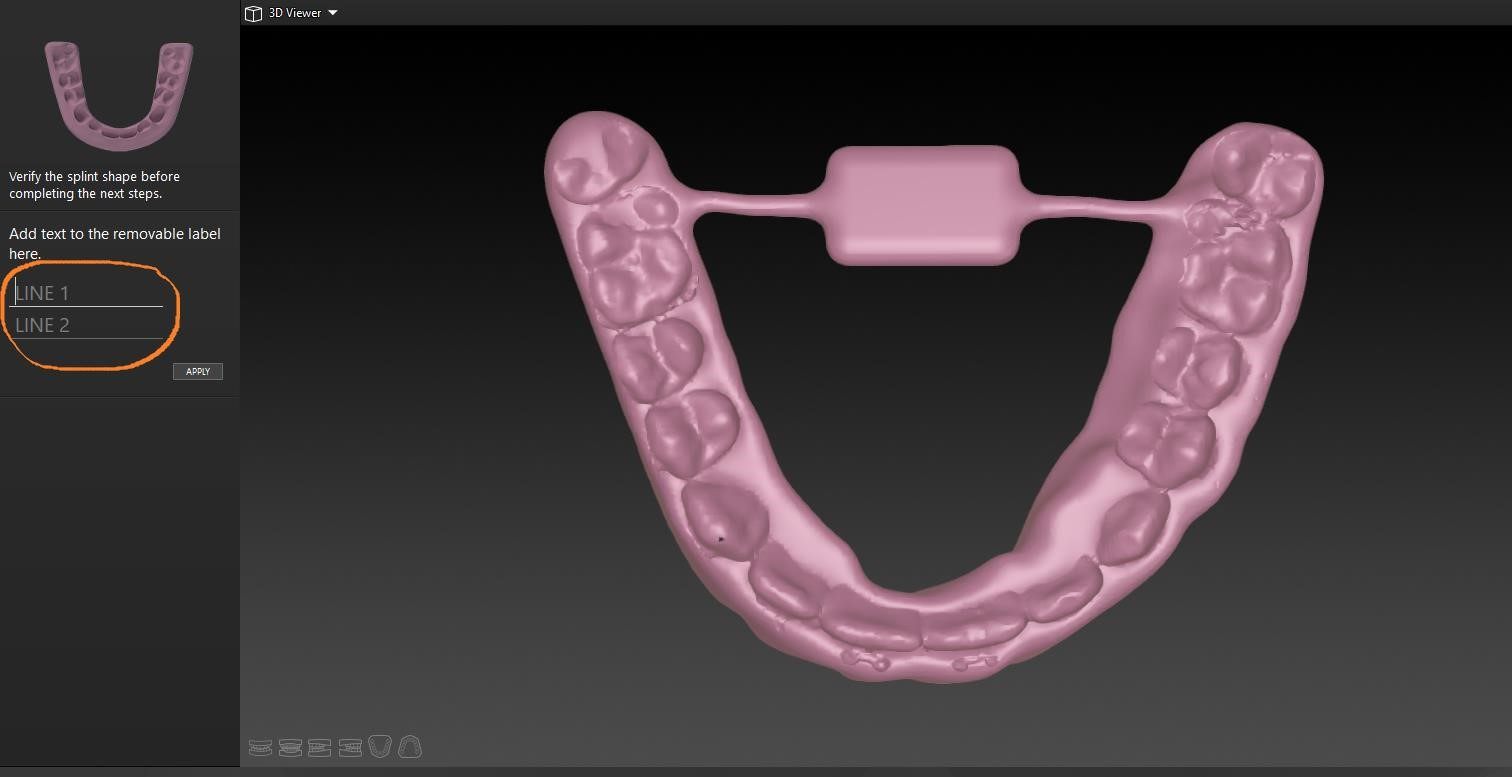 3D Viewer
Verify the splint shape before
completing the next steps.
Add text to the removable label
here.
LINE 1
LINE 2
APPLY